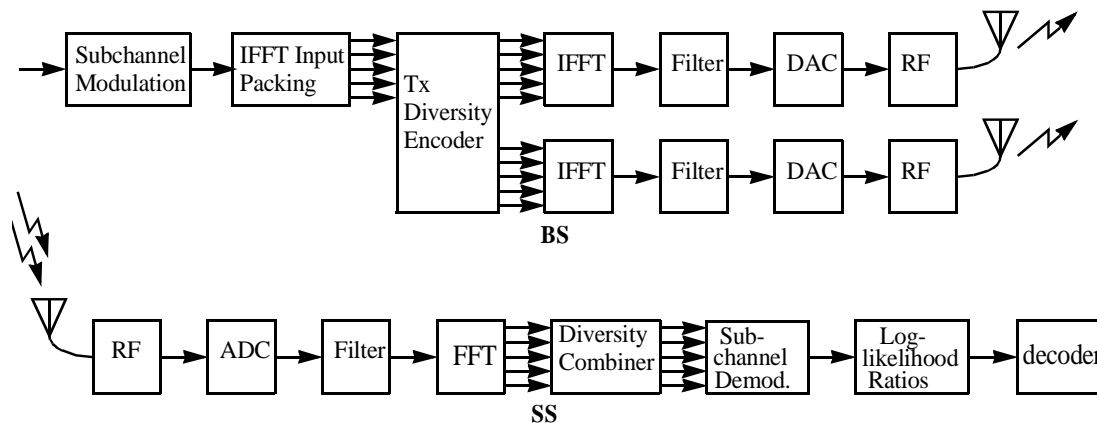 Subchannel
Modulation
IFFT Input
Packing
Tx
Diversity
Encoder
IFFT
Filter
DAC
RF
IFFT
Filter
DAC
RF
BS
RF
ADC
Filter
FFT
Diversity
Combiner
Sub-
channel
Demod.
Log-
likelihood
Ratios
decoder
SS